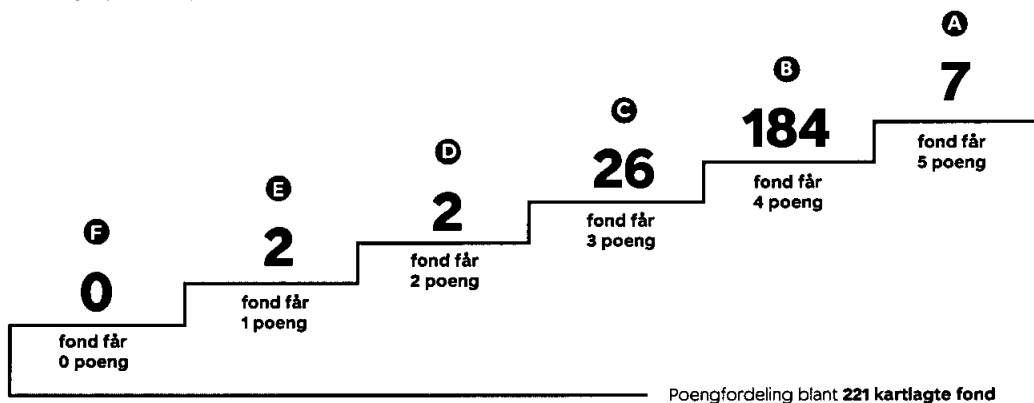 A
7
fond får
5 poeng
B
184
fond får
4 poeng
C
26
fond får
3 poeng
D
2
fond får
2 poeng
E
2
fond får
1 poeng
F
0
fond får
0 poeng
Poengfordeling blant 221 kartlagte fond